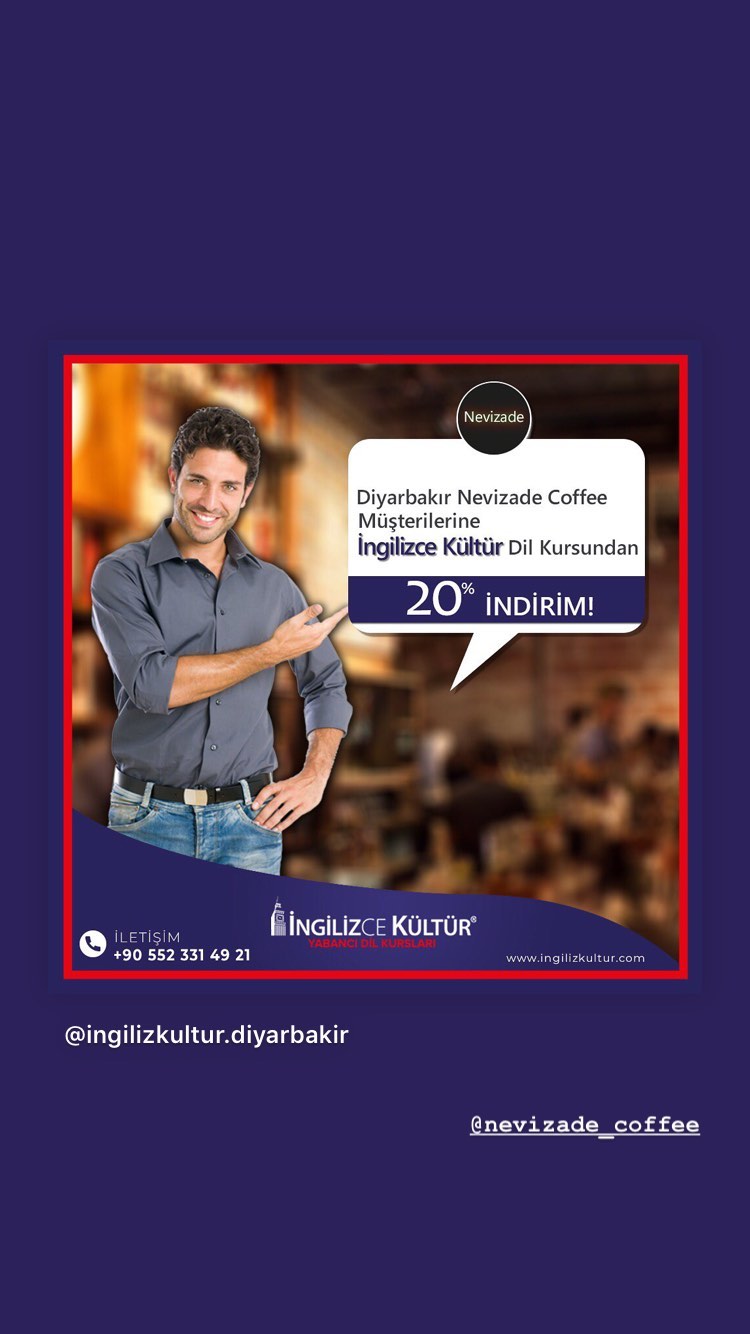 Nevizade
Diyarbakır Nevizade Coffee
Müşterilerine
İngilizce Kültür Dil Kursundan
20% İNDİRİM!
İNGİLİZCE KÜLTÜR®
YABANCI DİL KURSLARI
İLETİŞİM
+90 552 331 49 21
www.ingilizkultur.com
@ingilizkultur.diyarbakir
@nevizade_coffee